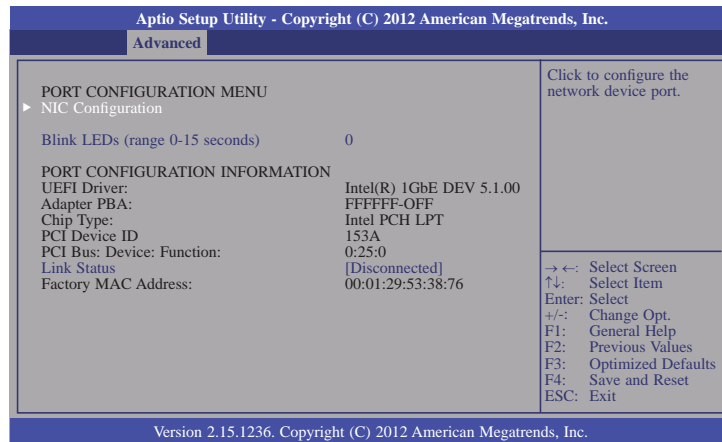 Aptio Setup Utility - Copyright (C) 2012 American Megatrends, Inc.
Advanced
PORT CONFIGURATION MENU
► NIC Configuration
Blink LEDs (range 0-15 seconds) 0
PORT CONFIGURATION INFORMATION
UEFI Driver: Intel(R) 1GbE DEV 5.1.00
Adapter PBA: FFFFFF-OFF
Chip Type: Intel PCH LPT
PCI Device ID 153A
PCI Bus: Device: Function: 0:25:0
Link Status [Disconnected]
Factory MAC Address: 00:01:29:53:38:76
Click to configure the
network device port.
→ ←: Select Screen
↑↓: Select Item
Enter: Select
+/-: Change Opt.
F1: General Help
F2: Previous Values
F3: Optimized Defaults
F4: Save and Reset
ESC: Exit
Version 2.15.1236. Copyright (C) 2012 American Megatrends, Inc.